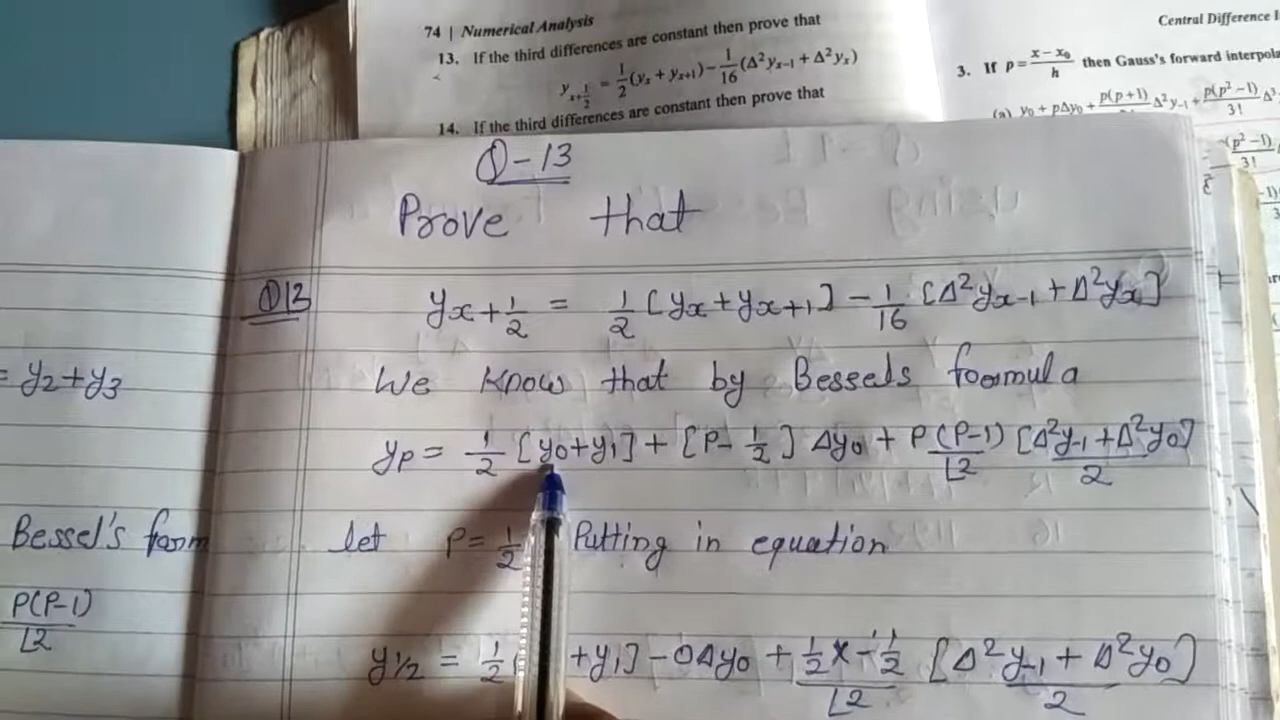 74 | Numerical Analysis
13. If the third differences are constant then prove that
y_{x+1/2} = 1/2 (y_x + y_{x+1}) − 1/16 (Δ²y_{x−1} + Δ²y_x)
14. If the third differences are constant then prove that
Central Difference
3. If p = (x − x₀)/h then Gauss's forward
(a) y₀ + pΔy₀ + p(p+1)/ Δ²y₋₁ + p(p²−1)/3! Δ³
(p²−1)/3!
= y₂+y₃
Bessel's form
P(P-1)/⌊2
Q-13
Prove that
Q13 y_{x+1/2} = 1/2 [y_x + y_{x+1}] − 1/16 [Δ²y_{x−1} + Δ²y_x]
We know that by Bessels formula
y_P = 1/2 [y₀+y₁] + [P − 1/2] Δy₀ + P(P-1)/⌊2 [Δ²y₋₁ + Δ²y₀]/2
let P = 1/2 Putting in equation
y_{1/2} = 1/2 [ +y₁] − 0Δy₀ + (1/2 × −1/2)/⌊2 [Δ²y₋₁ + Δ²y₀]/2